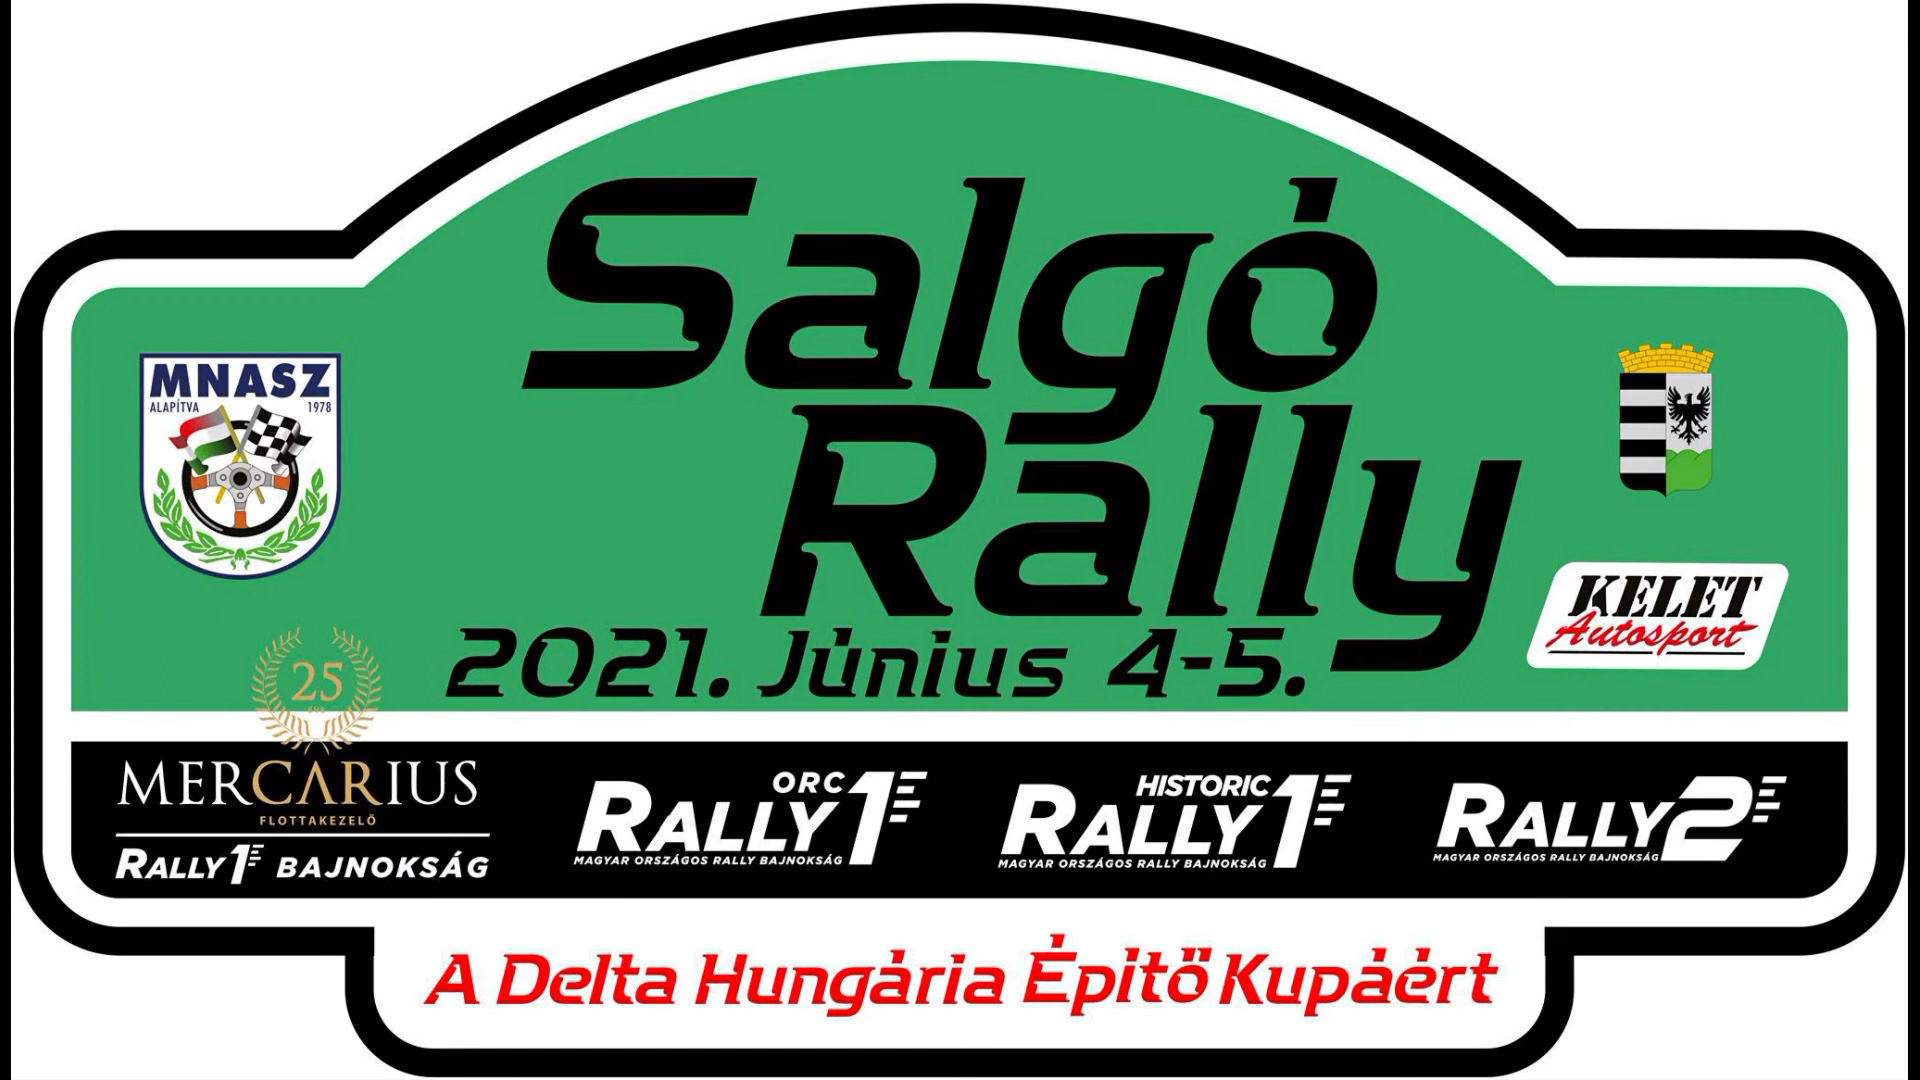 Salgó
Rally
2021. Június 4-5.
MNASZ
ALAPÍTVA 1978
KELET
Autosport
25
MERCARIUS
FLOTTAKEZELŐ
RALLY1 BAJNOKSÁG
ORC
RALLY1
MAGYAR ORSZÁGOS RALLY BAJNOKSÁG
HISTORIC
RALLY1
MAGYAR ORSZÁGOS RALLY BAJNOKSÁG
RALLY2
MAGYAR ORSZÁGOS RALLY BAJNOKSÁG
A Delta Hungária Építő Kupáért